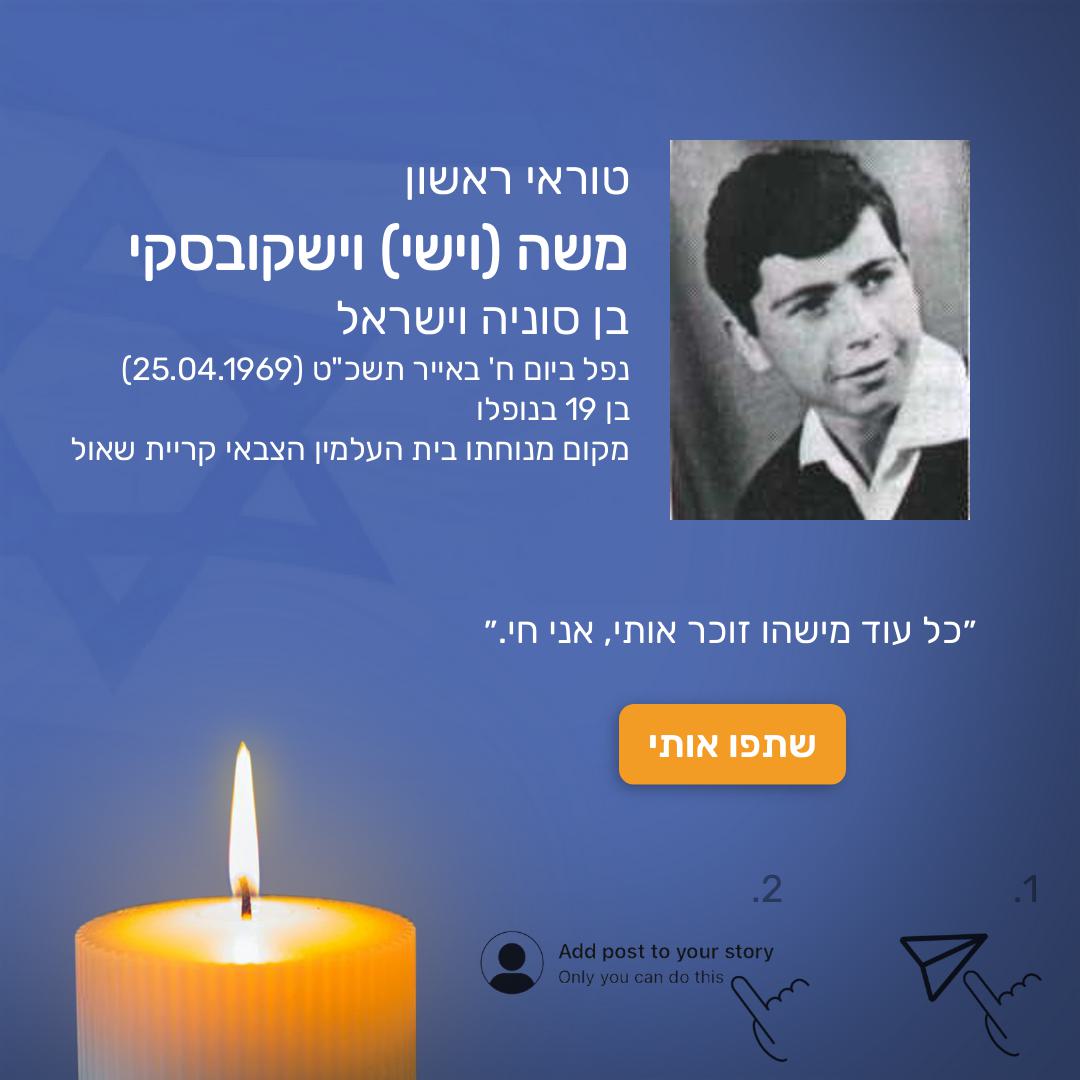 טוראי ראשון
משה (וישי) וישקובסקי
בן סוניה וישראל
נפל ביום ח' באייר תשכ"ט (25.04.1969)
בן 19 בנופלו
מקום מנוחתו בית העלמין הצבאי קריית שאול
״כל עוד מישהו זוכר אותי, אני חי.״
שתפו אותי
1.
2.
Add post to your story
Only you can do this